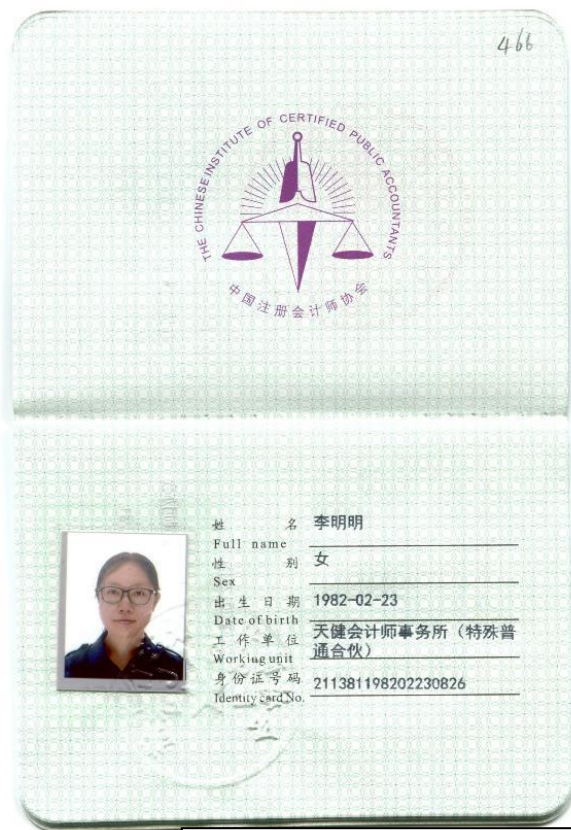 466
THE CHINESE INSTITUTE OF CERTIFIED PUBLIC ACCOUNTANTS
中国注册会计师协会
姓名 李明明
Full name
性别 女
Sex
出生日期 1982-02-23
Date of birth
工作单位 天健会计师事务所（特殊普
通合伙）
Working unit
身份证号码 211381198202230826
Identity card No.